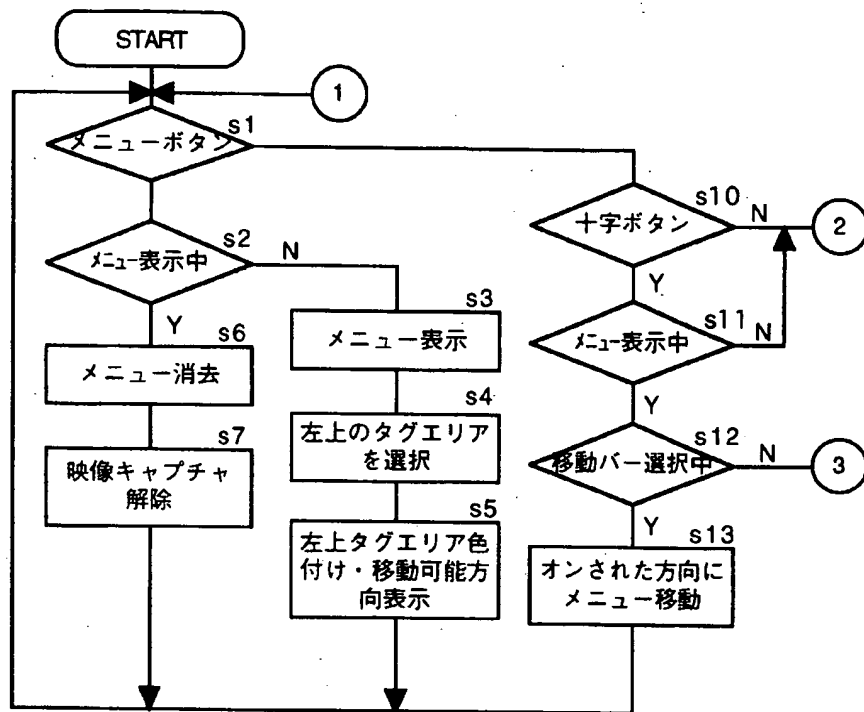 START
1
s1
メニューボタン
s10
十字ボタン
N
2
s2
メニュー表示中
N
Y
s3
メニュー表示
Y
s11
メニュー表示中
N
s6
メニュー消去
s4
左上のタグエリア
を選択
Y
s12
移動バー選択中
N
3
s7
映像キャプチャ
解除
s5
左上タグエリア色
付け・移動可能方
向表示
Y
s13
オンされた方向に
メニュー移動